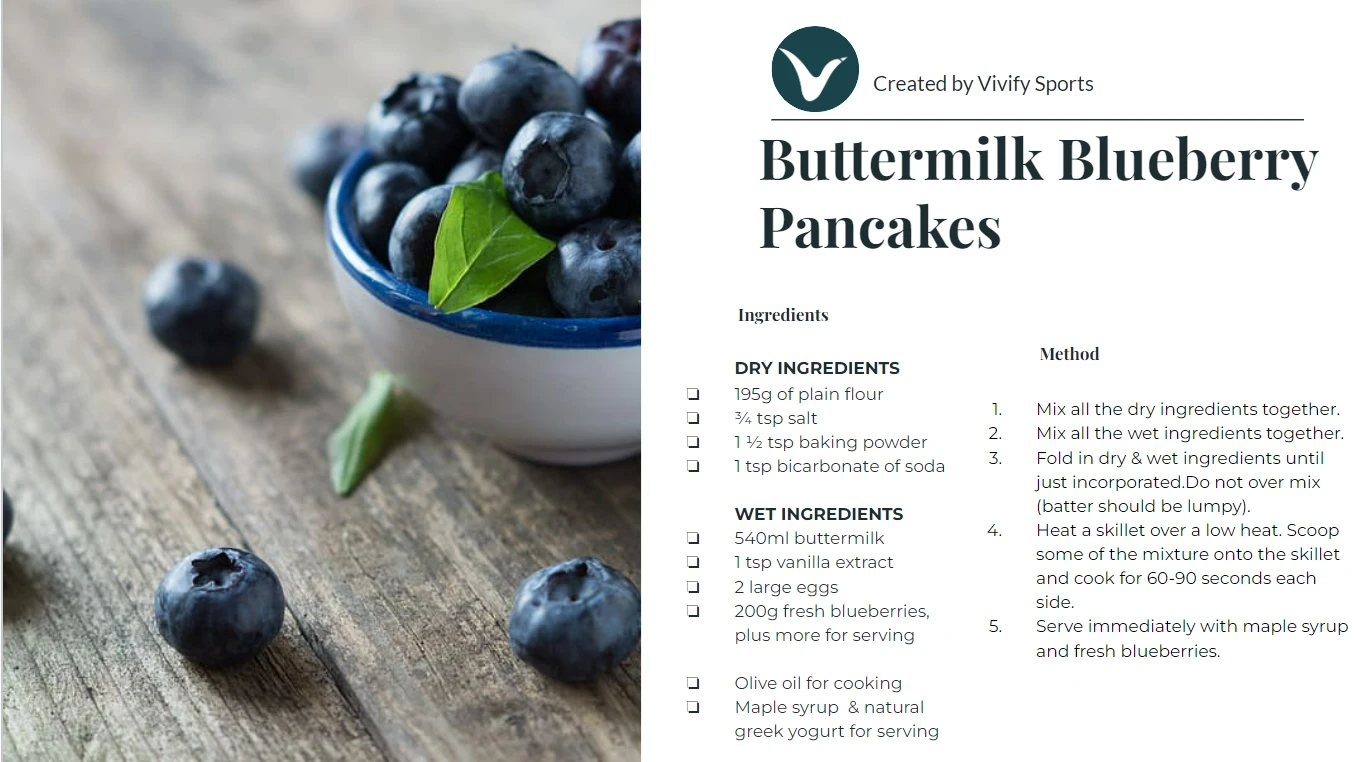 Created by Vivify Sports
Buttermilk Blueberry
Pancakes
Ingredients
DRY INGREDIENTS
❏ 195g of plain flour
❏ ¾ tsp salt
❏ 1 ½ tsp baking powder
❏ 1 tsp bicarbonate of soda
WET INGREDIENTS
❏ 540ml buttermilk
❏ 1 tsp vanilla extract
❏ 2 large eggs
❏ 200g fresh blueberries,
plus more for serving
❏ Olive oil for cooking
❏ Maple syrup & natural
greek yogurt for serving
Method
1. Mix all the dry ingredients together.
2. Mix all the wet ingredients together.
3. Fold in dry & wet ingredients until
just incorporated.Do not over mix
(batter should be lumpy).
4. Heat a skillet over a low heat. Scoop
some of the mixture onto the skillet
and cook for 60-90 seconds each
side.
5. Serve immediately with maple syrup
and fresh blueberries.